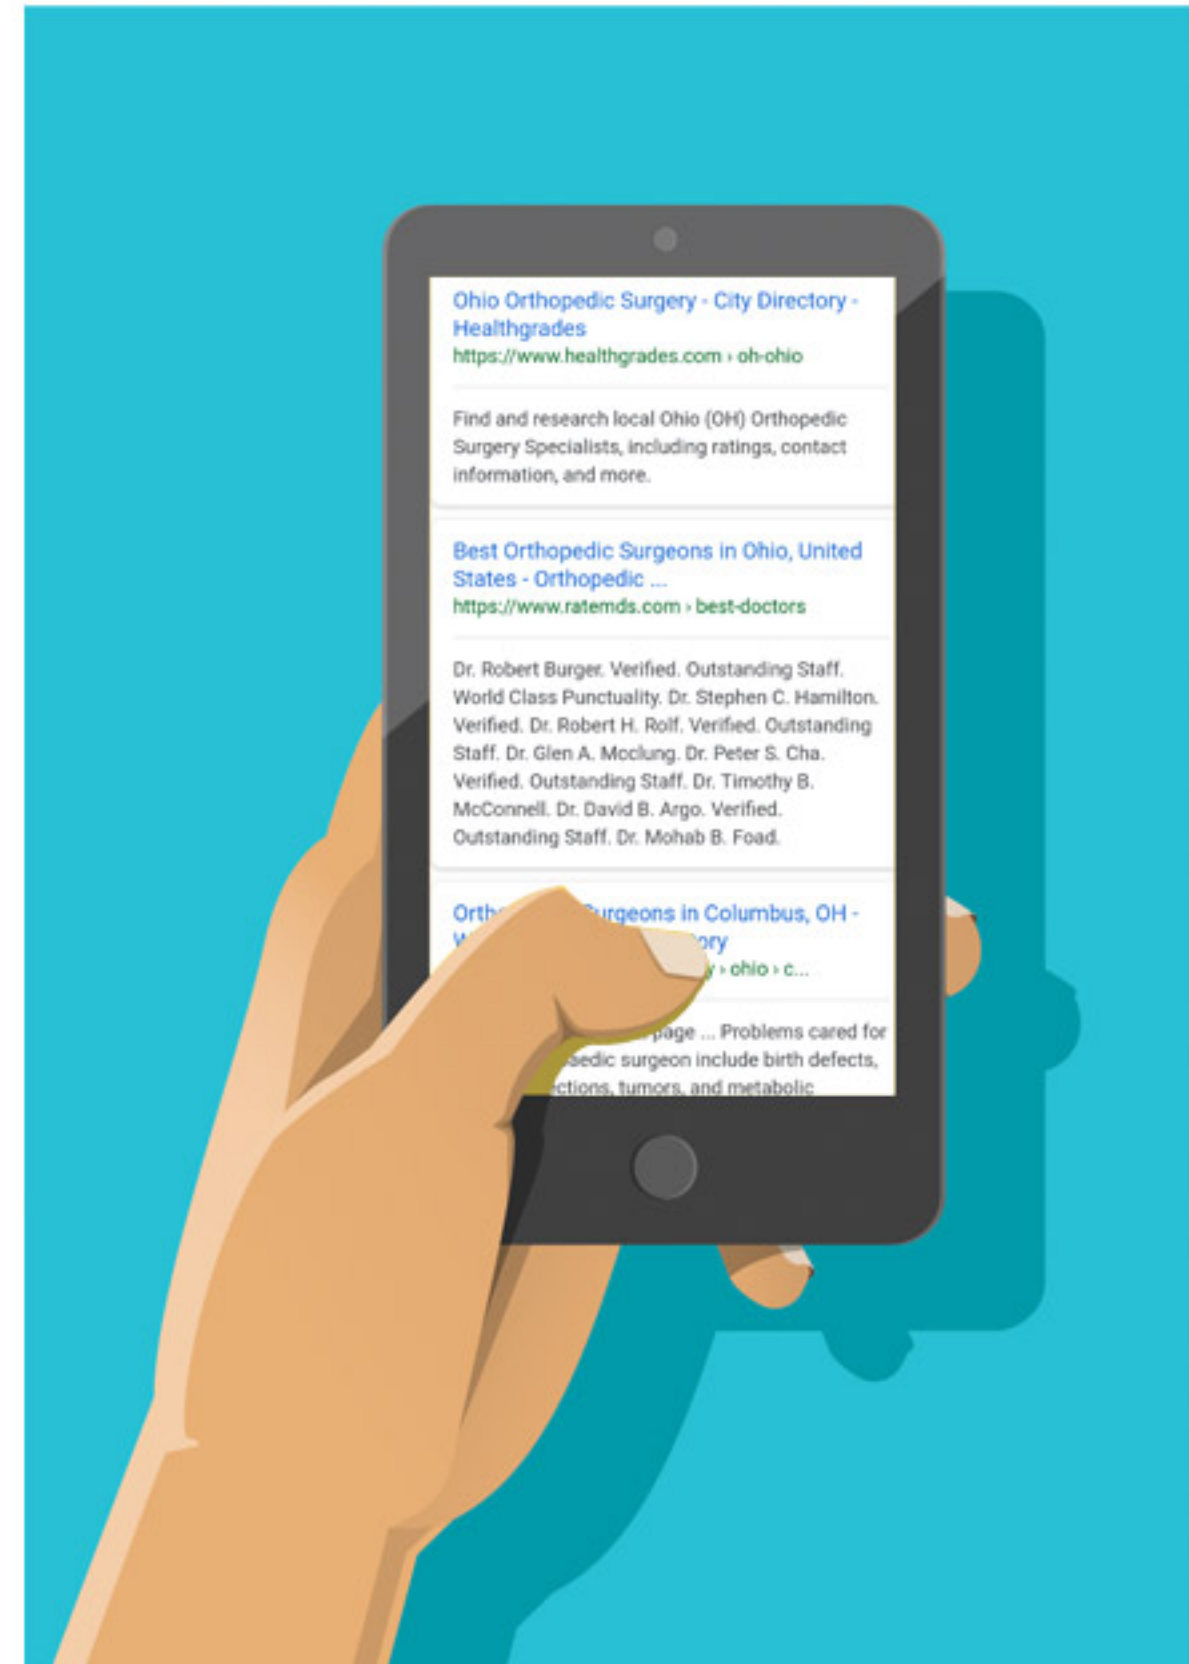 Ohio Orthopedic Surgery - City Directory -
Healthgrades
https://www.healthgrades.com › oh-ohio
Find and research local Ohio (OH) Orthopedic
Surgery Specialists, including ratings, contact
information, and more.
Best Orthopedic Surgeons in Ohio, United
States - Orthopedic ...
https://www.ratemds.com › best-doctors
Dr. Robert Burger. Verified. Outstanding Staff.
World Class Punctuality. Dr. Stephen C. Hamilton.
Verified. Dr. Robert H. Rolf. Verified. Outstanding
Staff. Dr. Glen A. Mcclung. Dr. Peter S. Cha.
Verified. Outstanding Staff. Dr. Timothy B.
McConnell. Dr. David B. Argo. Verified.
Outstanding Staff. Dr. Mohab B. Foad.
in Columbus, OH -
› ohio › c...
page ... Problems cared for
surgeon include birth defects,
tumors, and metabolic